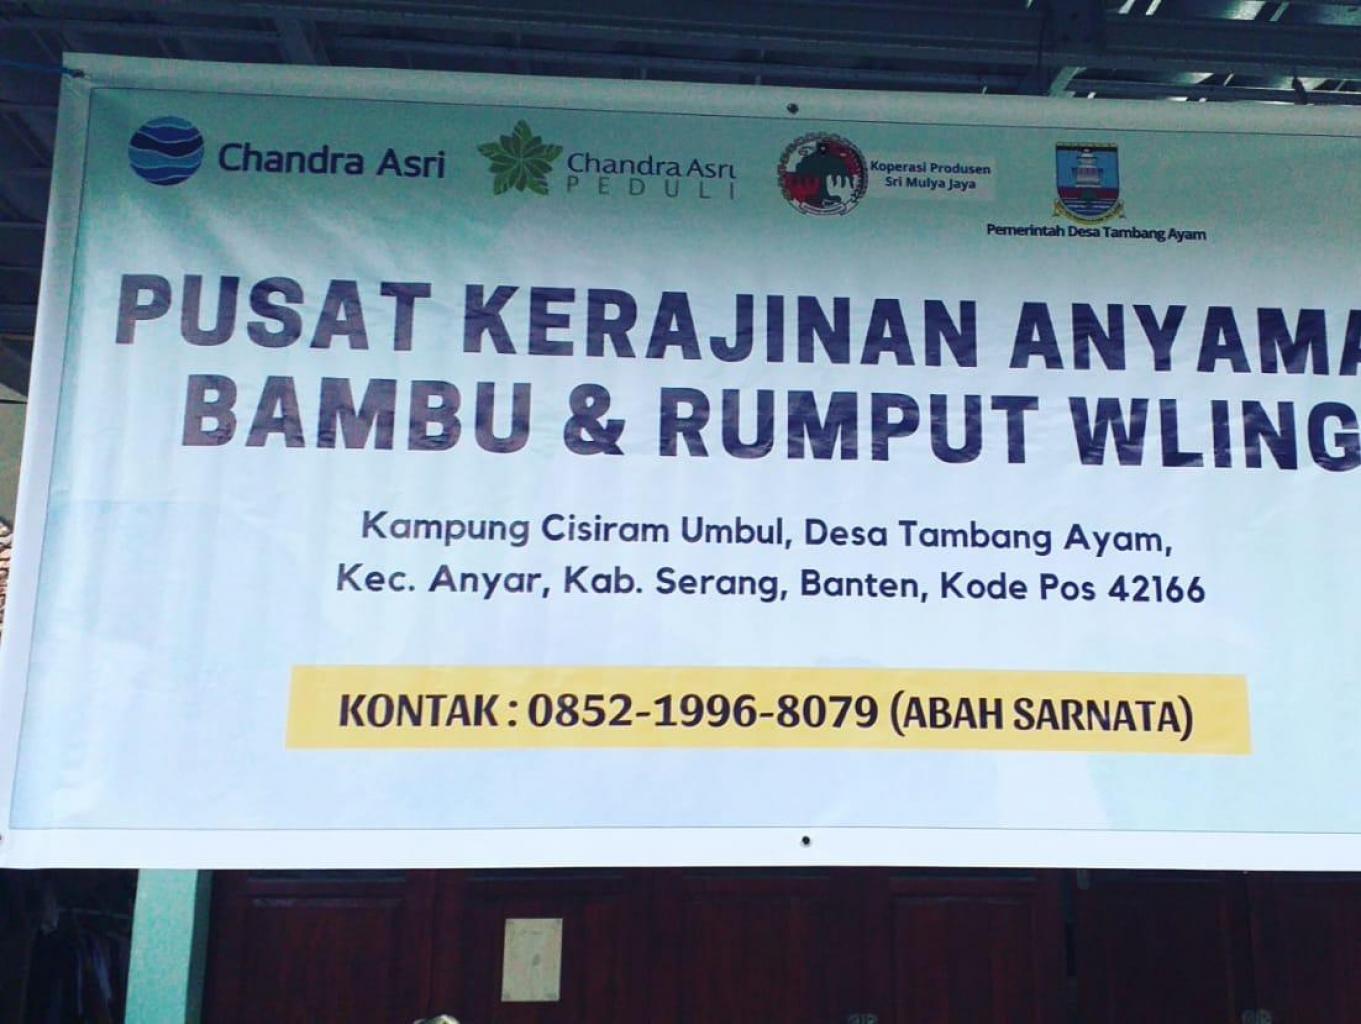 Chandra Asri
Chandra Asri
PEDULI
Koperasi Produsen
Sri Mulya Jaya
Pemerintah Desa Tambang Ayam
PUSAT KERAJINAN ANYAMA
BAMBU & RUMPUT WLING
Kampung Cisiram Umbul, Desa Tambang Ayam,
Kec. Anyar, Kab. Serang, Banten, Kode Pos 42166
KONTAK : 0852-1996-8079 (ABAH SARNATA)